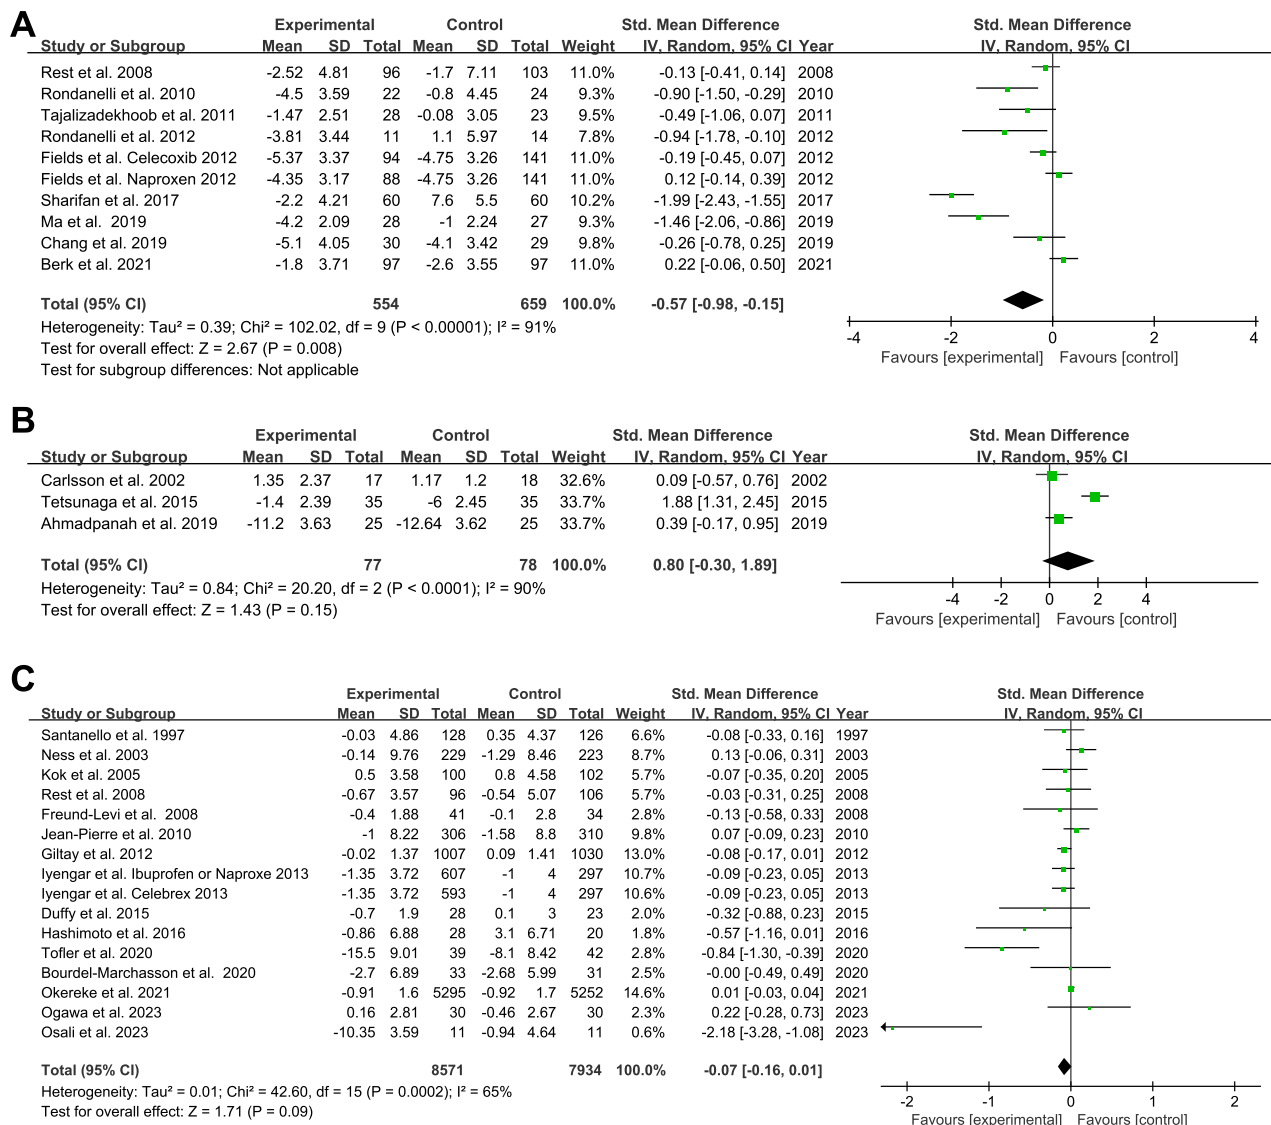 A
Experimental Control Std. Mean Difference Std. Mean Difference
Study or Subgroup Mean SD Total Mean SD Total Weight IV, Random, 95% CI Year IV, Random, 95% CI
Rest et al. 2008 -2.52 4.81 96 -1.7 7.11 103 11.0% -0.13 [-0.41, 0.14] 2008
Rondanelli et al. 2010 -4.5 3.59 22 -0.8 4.45 24 9.3% -0.90 [-1.50, -0.29] 2010
Tajalizadekhoob et al. 2011 -1.47 2.51 28 -0.08 3.05 23 9.5% -0.49 [-1.06, 0.07] 2011
Rondanelli et al. 2012 -3.81 3.44 11 1.1 5.97 14 7.8% -0.94 [-1.78, -0.10] 2012
Fields et al. Celecoxib 2012 -5.37 3.37 94 -4.75 3.26 141 11.0% -0.19 [-0.45, 0.07] 2012
Fields et al. Naproxen 2012 -4.35 3.17 88 -4.75 3.26 141 11.0% 0.12 [-0.14, 0.39] 2012
Sharifan et al. 2017 -2.2 4.21 60 7.6 5.5 60 10.2% -1.99 [-2.43, -1.55] 2017
Ma et al. 2019 -4.2 2.09 28 -1 2.24 27 9.3% -1.46 [-2.06, -0.86] 2019
Chang et al. 2019 -5.1 4.05 30 -4.1 3.42 29 9.8% -0.26 [-0.78, 0.25] 2019
Berk et al. 2021 -1.8 3.71 97 -2.6 3.55 97 11.0% 0.22 [-0.06, 0.50] 2021
Total (95% CI) 554 659 100.0% -0.57 [-0.98, -0.15]
Heterogeneity: Tau² = 0.39; Chi² = 102.02, df = 9 (P < 0.00001); I² = 91%
Test for overall effect: Z = 2.67 (P = 0.008)
Test for subgroup differences: Not applicable
-4 -2 0 2 4
Favours [experimental] Favours [control]
B
Experimental Control Std. Mean Difference Std. Mean Difference
Study or Subgroup Mean SD Total Mean SD Total Weight IV, Random, 95% CI Year IV, Random, 95% CI
Carlsson et al. 2002 1.35 2.37 17 1.17 1.2 18 32.6% 0.09 [-0.57, 0.76] 2002
Tetsunaga et al. 2015 -1.4 2.39 35 -6 2.45 35 33.7% 1.88 [1.31, 2.45] 2015
Ahmadpanah et al. 2019 -11.2 3.63 25 -12.64 3.62 25 33.7% 0.39 [-0.17, 0.95] 2019
Total (95% CI) 77 78 100.0% 0.80 [-0.30, 1.89]
Heterogeneity: Tau² = 0.84; Chi² = 20.20, df = 2 (P < 0.0001); I² = 90%
Test for overall effect: Z = 1.43 (P = 0.15)
-4 -2 0 2 4
Favours [experimental] Favours [control]
C
Experimental Control Std. Mean Difference Std. Mean Difference
Study or Subgroup Mean SD Total Mean SD Total Weight IV, Random, 95% CI Year IV, Random, 95% CI
Santanello et al. 1997 -0.03 4.86 128 0.35 4.37 126 6.6% -0.08 [-0.33, 0.16] 1997
Ness et al. 2003 -0.14 9.76 229 -1.29 8.46 223 8.7% 0.13 [-0.06, 0.31] 2003
Kok et al. 2005 0.5 3.58 100 0.8 4.58 102 5.7% -0.07 [-0.35, 0.20] 2005
Rest et al. 2008 -0.67 3.57 96 -0.54 5.07 106 5.7% -0.03 [-0.31, 0.25] 2008
Freund-Levi et al. 2008 -0.4 1.88 41 -0.1 2.8 34 2.8% -0.13 [-0.58, 0.33] 2008
Jean-Pierre et al. 2010 -1 8.22 306 -1.58 8.8 310 9.8% 0.07 [-0.09, 0.23] 2010
Giltay et al. 2012 -0.02 1.37 1007 0.09 1.41 1030 13.0% -0.08 [-0.17, 0.01] 2012
Iyengar et al. Ibuprofen or Naproxe 2013 -1.35 3.72 607 -1 4 297 10.7% -0.09 [-0.23, 0.05] 2013
Iyengar et al. Celebrex 2013 -1.35 3.72 593 -1 4 297 10.6% -0.09 [-0.23, 0.05] 2013
Duffy et al. 2015 -0.7 1.9 28 0.1 3 23 2.0% -0.32 [-0.88, 0.23] 2015
Hashimoto et al. 2016 -0.86 6.88 28 3.1 6.71 20 1.8% -0.57 [-1.16, 0.01] 2016
Tofler et al. 2020 -15.5 9.01 39 -8.1 8.42 42 2.8% -0.84 [-1.30, -0.39] 2020
Bourdel-Marchasson et al. 2020 -2.7 6.89 33 -2.68 5.99 31 2.5% -0.00 [-0.49, 0.49] 2020
Okereke et al. 2021 -0.91 1.6 5295 -0.92 1.7 5252 14.6% 0.01 [-0.03, 0.04] 2021
Ogawa et al. 2023 0.16 2.81 30 -0.46 2.67 30 2.3% 0.22 [-0.28, 0.73] 2023
Osali et al. 2023 -10.35 3.59 11 -0.94 4.64 11 0.6% -2.18 [-3.28, -1.08] 2023
Total (95% CI) 8571 7934 100.0% -0.07 [-0.16, 0.01]
Heterogeneity: Tau² = 0.01; Chi² = 42.60, df = 15 (P = 0.0002); I² = 65%
Test for overall effect: Z = 1.71 (P = 0.09)
-2 -1 0 1 2
Favours [experimental] Favours [control]